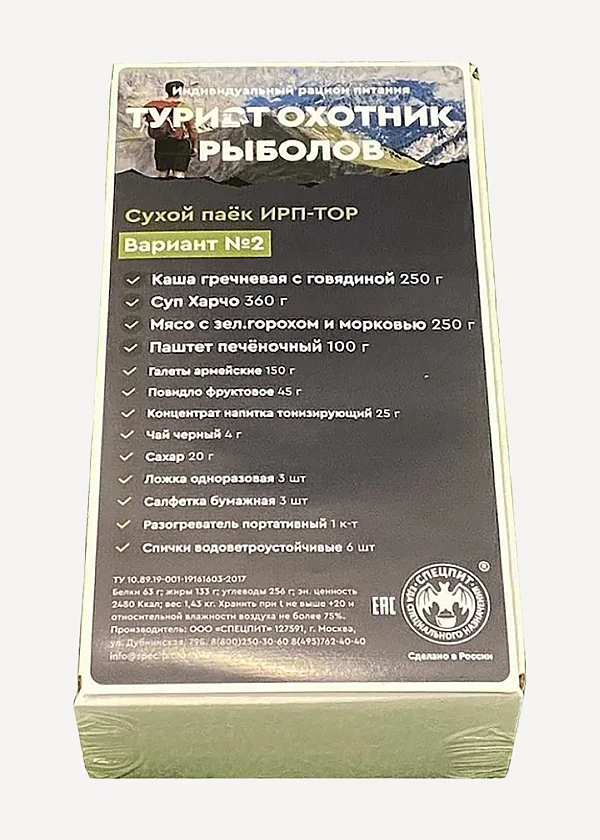 Индивидуальный рацион питания
ТУРИСТ ОХОТНИК
РЫБОЛОВ
Сухой паёк ИРП-ТОР
Вариант №2
Каша гречневая с говядиной 250 г
Суп Харчо 360 г
Мясо с зел.горохом и морковью 250 г
Паштет печёночный 100 г
Галеты армейские 150 г
Повидло фруктовое 45 г
Концентрат напитка тонизирующий 25 г
Чай черный 4 г
Сахар 20 г
Ложка одноразовая 3 шт
Салфетка бумажная 3 шт
Разогреватель портативный 1 к-т
Спички водоветроустойчивые 6 шт
ТУ 10.89.19-001-19161603-2017
Белки 63 г; жиры 133 г; углеводы 256 г; эн. ценность
2480 Ккал; вес 1,43 кг. Хранить при t не выше +20 и
относительной влажности воздуха не более 75%.
Производитель: ООО «СПЕЦПИТ» 127591, г. Москва,
ул. Дубнинская, 79Б. 8(800)250-30-60 8(495)762-40-40
EAC
СПЕЦПИТ
ЕДА СПЕЦИАЛЬНОГО НАЗНАЧЕНИЯ
®
Сделано в России